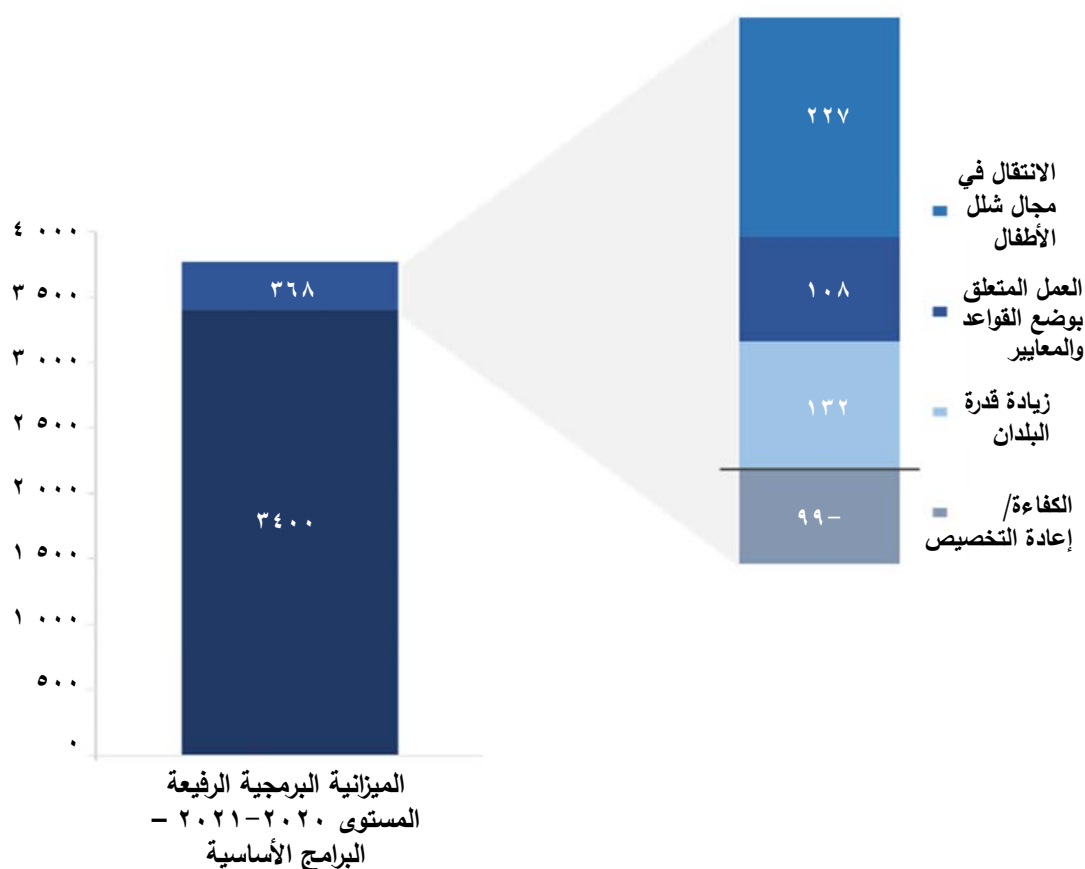 ٤ ٠٠٠
٣ ٥٠٠
٣ ٠٠٠
٢ ٥٠٠
٢ ٠٠٠
١ ٥٠٠
١ ٠٠٠
٥٠٠
٠
٣٦٨
٣٤٠٠
الميزانية البرمجية الرفيعة
المستوى ٢٠٢٠-٢٠٢١ –
البرامج الأساسية
٢٢٧
١٠٨
١٣٢
-٩٩
الانتقال في
مجال شلل
الأطفال
العمل المتعلق
بوضع القواعد
والمعايير
زيادة قدرة
البلدان
الكفاءة/
إعادة التخصيص